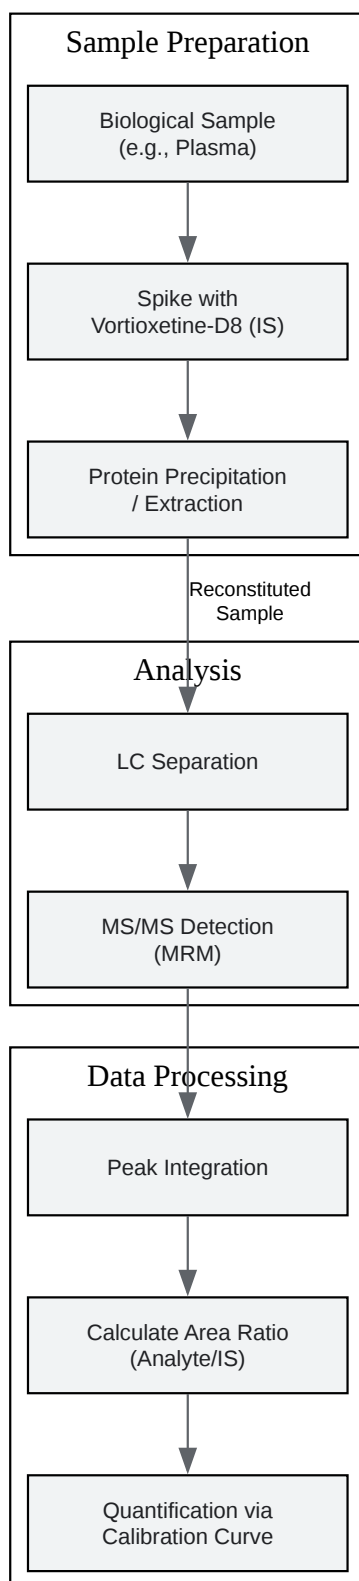 Sample Preparation
Biological Sample
(e.g., Plasma)
Spike with
Vortioxetine-D8 (IS)
Protein Precipitation
/ Extraction
Reconstituted
Sample
Analysis
LC Separation
MS/MS Detection
(MRM)
Data Processing
Peak Integration
Calculate Area Ratio
(Analyte/IS)
Quantification via
Calibration Curve